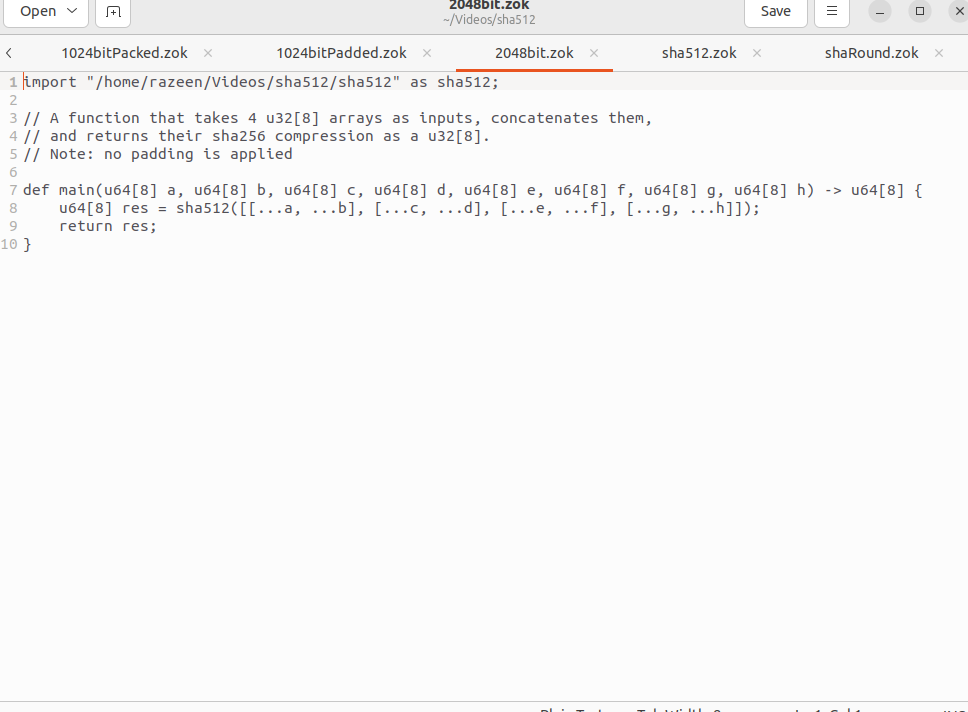 Open
2048bit.zok
~/Videos/sha512
Save
1024bitPacked.zok
1024bitPadded.zok
2048bit.zok
sha512.zok
shaRound.zok
1 import "/home/razeen/Videos/sha512/sha512" as sha512;
2
3 // A function that takes 4 u32[8] arrays as inputs, concatenates them,
4 // and returns their sha256 compression as a u32[8].
5 // Note: no padding is applied
6
7 def main(u64[8] a, u64[8] b, u64[8] c, u64[8] d, u64[8] e, u64[8] f, u64[8] g, u64[8] h) -> u64[8] {
8     u64[8] res = sha512([[...a, ...b], [...c, ...d], [...e, ...f], [...g, ...h]]);
9     return res;
10 }